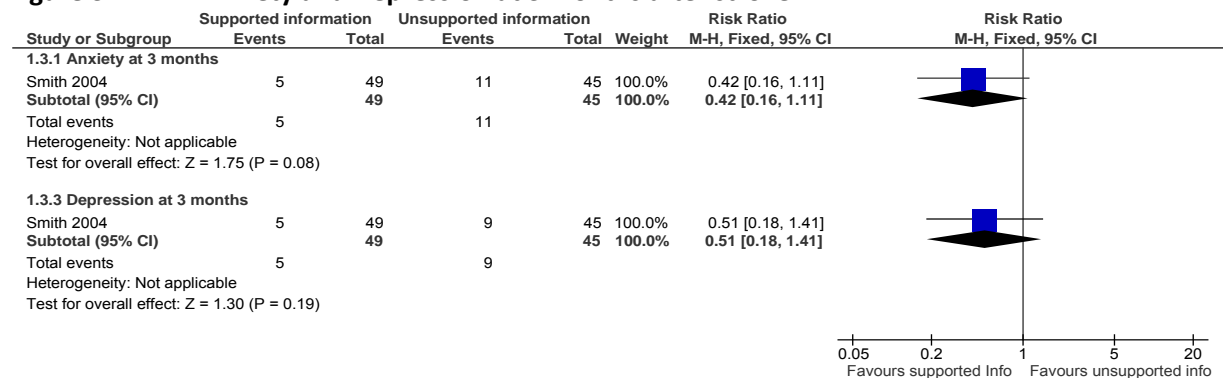 Supported information Unsupported information Risk Ratio Risk Ratio
Study or Subgroup Events Total Events Total Weight M-H, Fixed, 95% CI M-H, Fixed, 95% CI
1.3.1 Anxiety at 3 months
Smith 2004 5 49 11 45 100.0% 0.42 [0.16, 1.11]
Subtotal (95% CI) 49 45 100.0% 0.42 [0.16, 1.11]
Total events 5 11
Heterogeneity: Not applicable
Test for overall effect: Z = 1.75 (P = 0.08)
1.3.3 Depression at 3 months
Smith 2004 5 49 9 45 100.0% 0.51 [0.18, 1.41]
Subtotal (95% CI) 49 45 100.0% 0.51 [0.18, 1.41]
Total events 5 9
Heterogeneity: Not applicable
Test for overall effect: Z = 1.30 (P = 0.19)
0.05 0.2 1 5 20
Favours supported Info Favours unsupported info